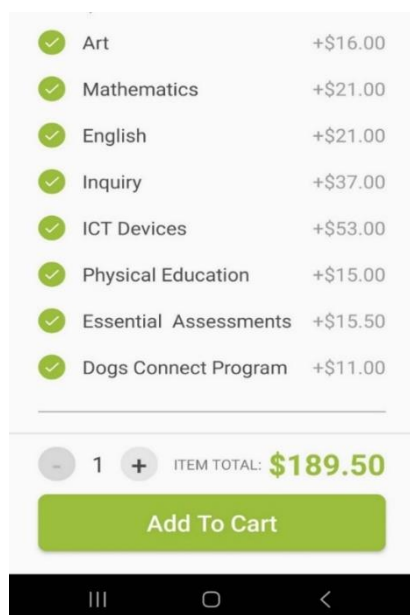 Art +$16.00
Mathematics +$21.00
English +$21.00
Inquiry +$37.00
ICT Devices +$53.00
Physical Education +$15.00
Essential Assessments +$15.50
Dogs Connect Program +$11.00
- 1 + ITEM TOTAL: $189.50
Add To Cart